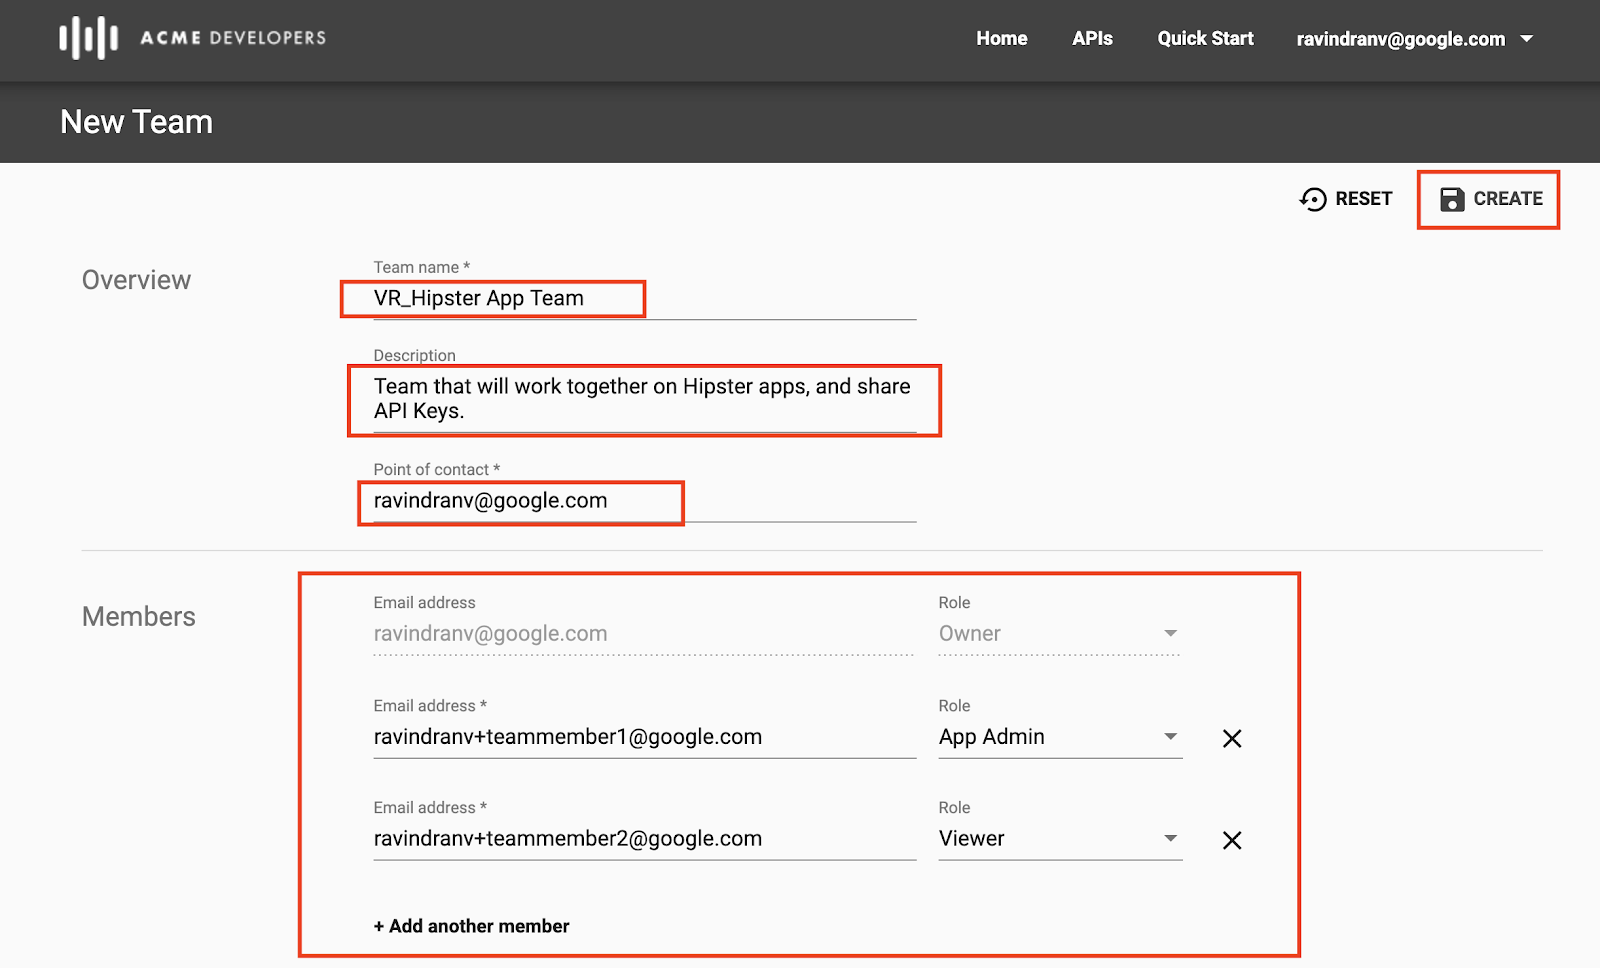 ACME DEVELOPERS
Home APIs Quick Start ravindranv@google.com
New Team
RESET CREATE
Overview
Team name *
VR_Hipster App Team
Description
Team that will work together on Hipster apps, and share
API Keys.
Point of contact *
ravindranv@google.com
Members
Email address Role
ravindranv@google.com Owner
Email address * Role
ravindranv+teammember1@google.com App Admin
Email address * Role
ravindranv+teammember2@google.com Viewer
+ Add another member